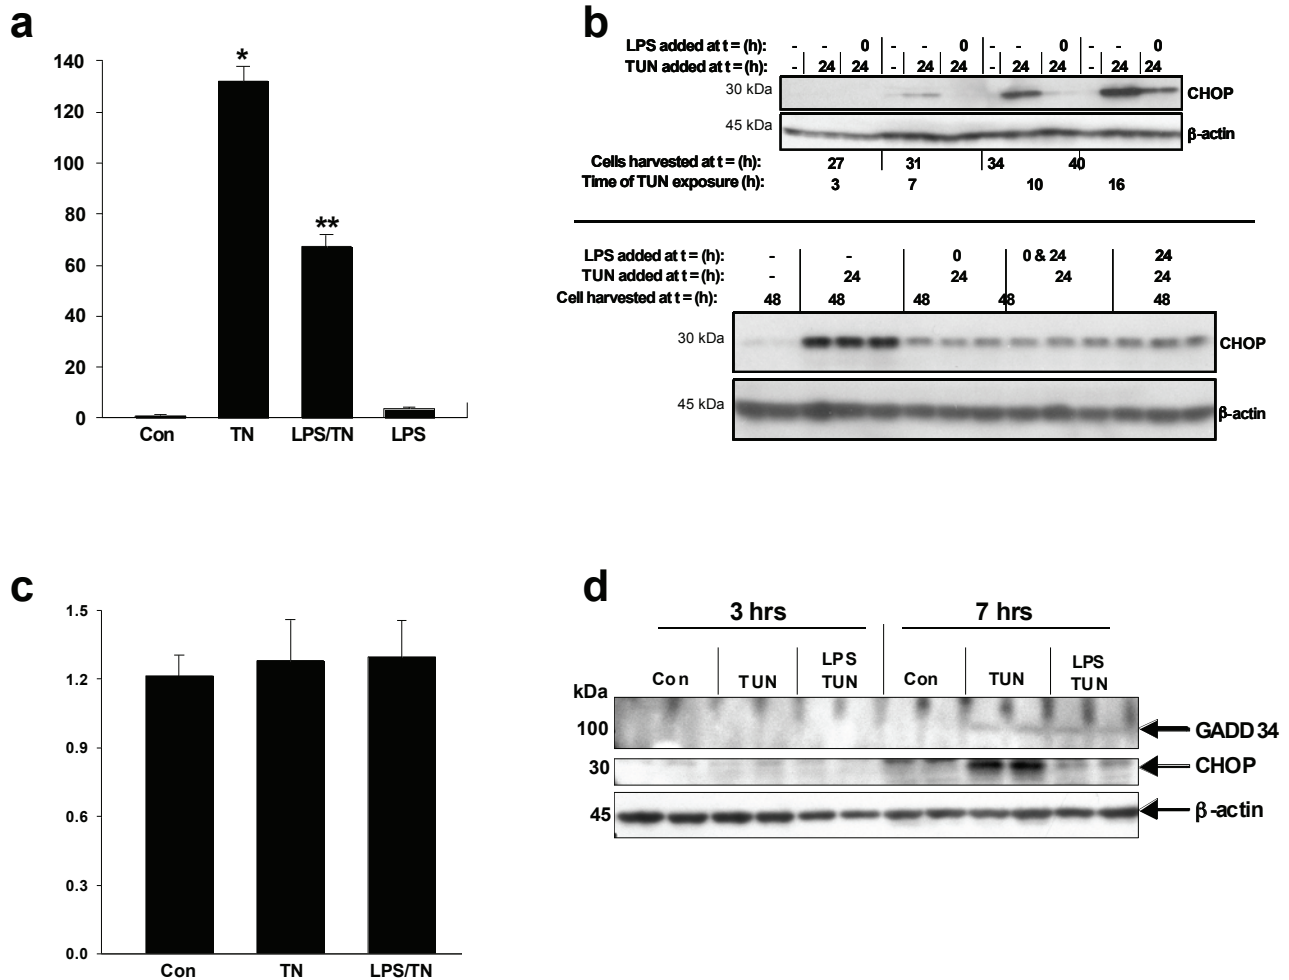 a
140
120
100
80
60
40
20
0
*
**
Con TN LPS/TN LPS
b
LPS added at t = (h): - - 0 - - 0 - - 0 - - 0
TUN added at t = (h): - 24 24 - 24 24 - 24 24 - 24 24
30 kDa CHOP
45 kDa β-actin
Cells harvested at t = (h): 27 31 34 40
Time of TUN exposure (h): 3 7 10 16
LPS added at t = (h): - - 0 0 & 24 24
TUN added at t = (h): - 24 24 24 24
Cell harvested at t = (h): 48 48 48 48 48
30 kDa CHOP
45 kDa β-actin
c
1.5
1.2
0.9
0.6
0.3
0.0
Con TN LPS/TN
d
3 hrs 7 hrs
Con TUN LPS TUN Con TUN LPS TUN
kDa
100 GADD34
30 CHOP
45 β-actin